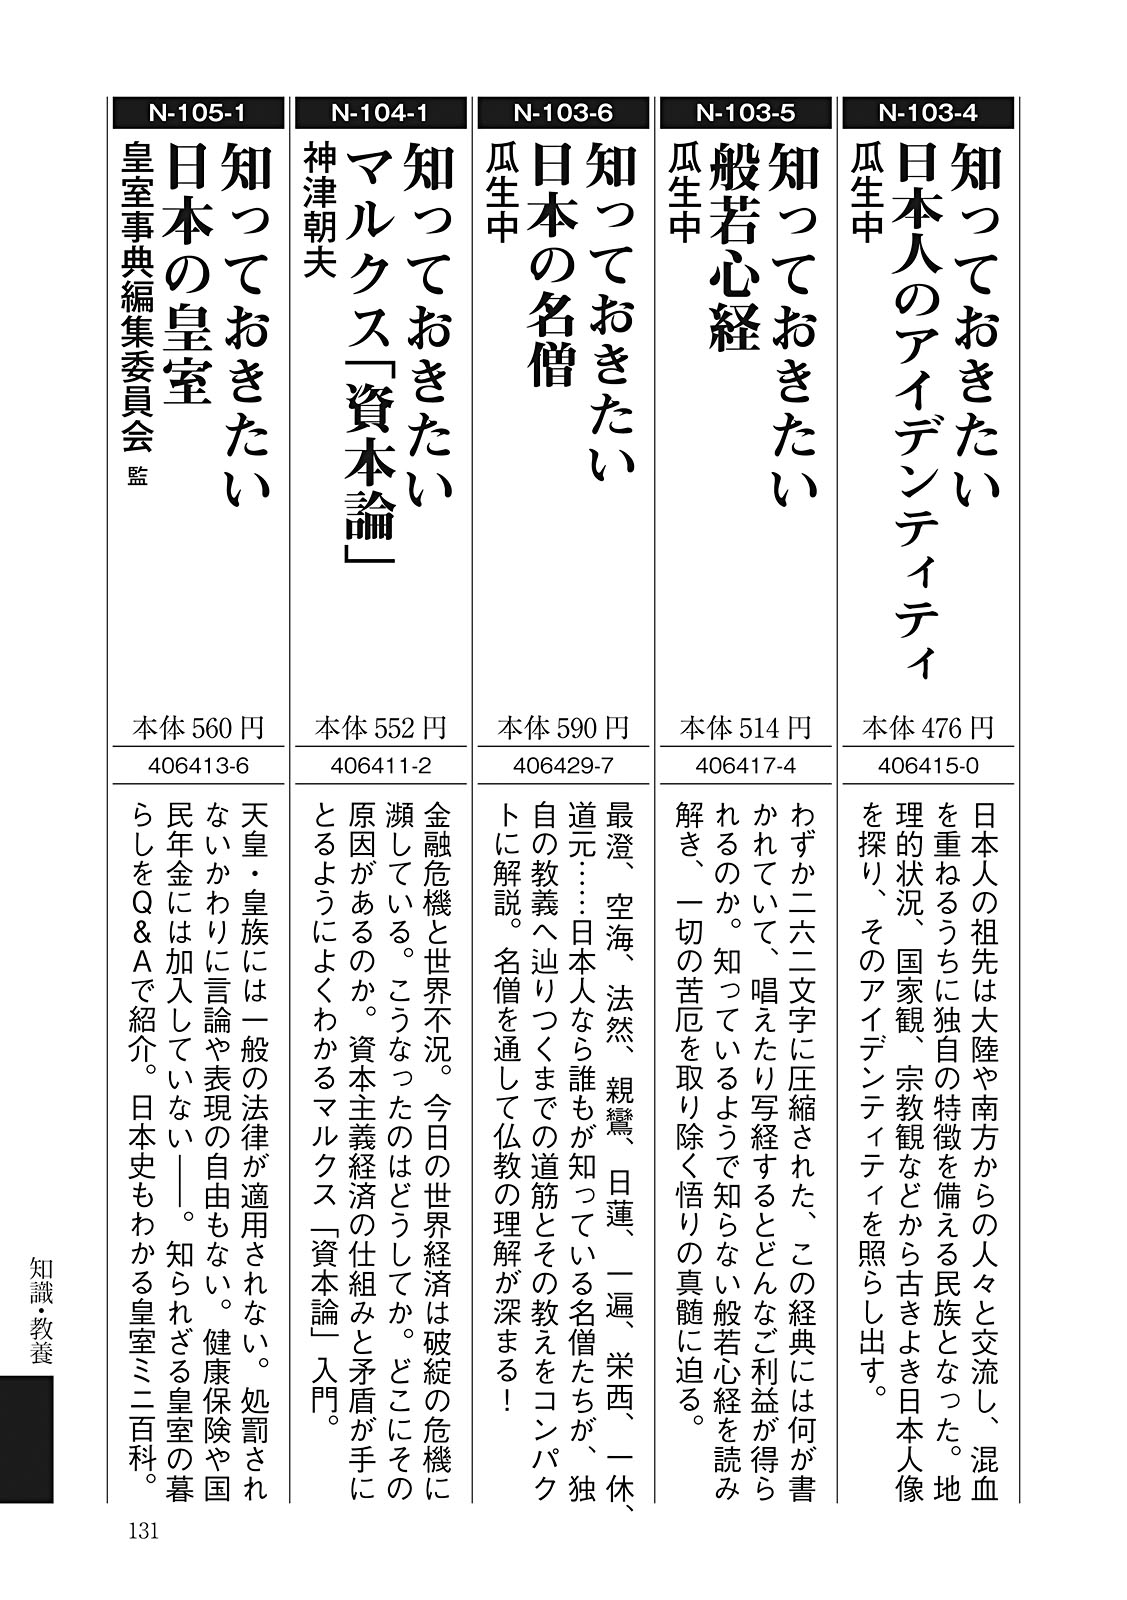 N-103-4
知っておきたい
日本人のアイデンティティ
瓜生中
本体 476 円
406415-0
日本人の祖先は大陸や南方からの人々と交流し、混血
を重ねるうちに独自の特徴を備える民族となった。地
理的状況、国家観、宗教観などから古きよき日本人像
を探り、そのアイデンティティを照らし出す。
N-103-5
知っておきたい
般若心経
瓜生中
本体 514 円
406417-4
わずか二六二文字に圧縮された、この経典には何が書
かれていて、唱えたり写経するとどんなご利益が得ら
れるのか。知っているようで知らない般若心経を読み
解き、一切の苦厄を取り除く悟りの真髄に迫る。
N-103-6
知っておきたい
日本の名僧
瓜生中
本体 590 円
406429-7
最澄、空海、法然、親鸞、日蓮、一遍、栄西、一休、
道元……日本人なら誰もが知っている名僧たちが、独
自の教義へ辿りつくまでの道筋とその教えをコンパク
トに解説。名僧を通して仏教の理解が深まる！
N-104-1
知っておきたい
マルクス「資本論」
神津朝夫
本体 552 円
406411-2
金融危機と世界不況。今日の世界経済は破綻の危機に
瀕している。こうなったのはどうしてか。どこにその
原因があるのか。資本主義経済の仕組みと矛盾が手に
とるようによくわかるマルクス「資本論」入門。
N-105-1
知っておきたい
日本の皇室
皇室事典編集委員会 監
本体 560 円
406413-6
天皇・皇族には一般の法律が適用されない。処罰され
ないかわりに言論や表現の自由もない。健康保険や国
民年金には加入していない――。知られざる皇室の暮
らしをＱ＆Ａで紹介。日本史もわかる皇室ミニ百科。
知識・教養
131